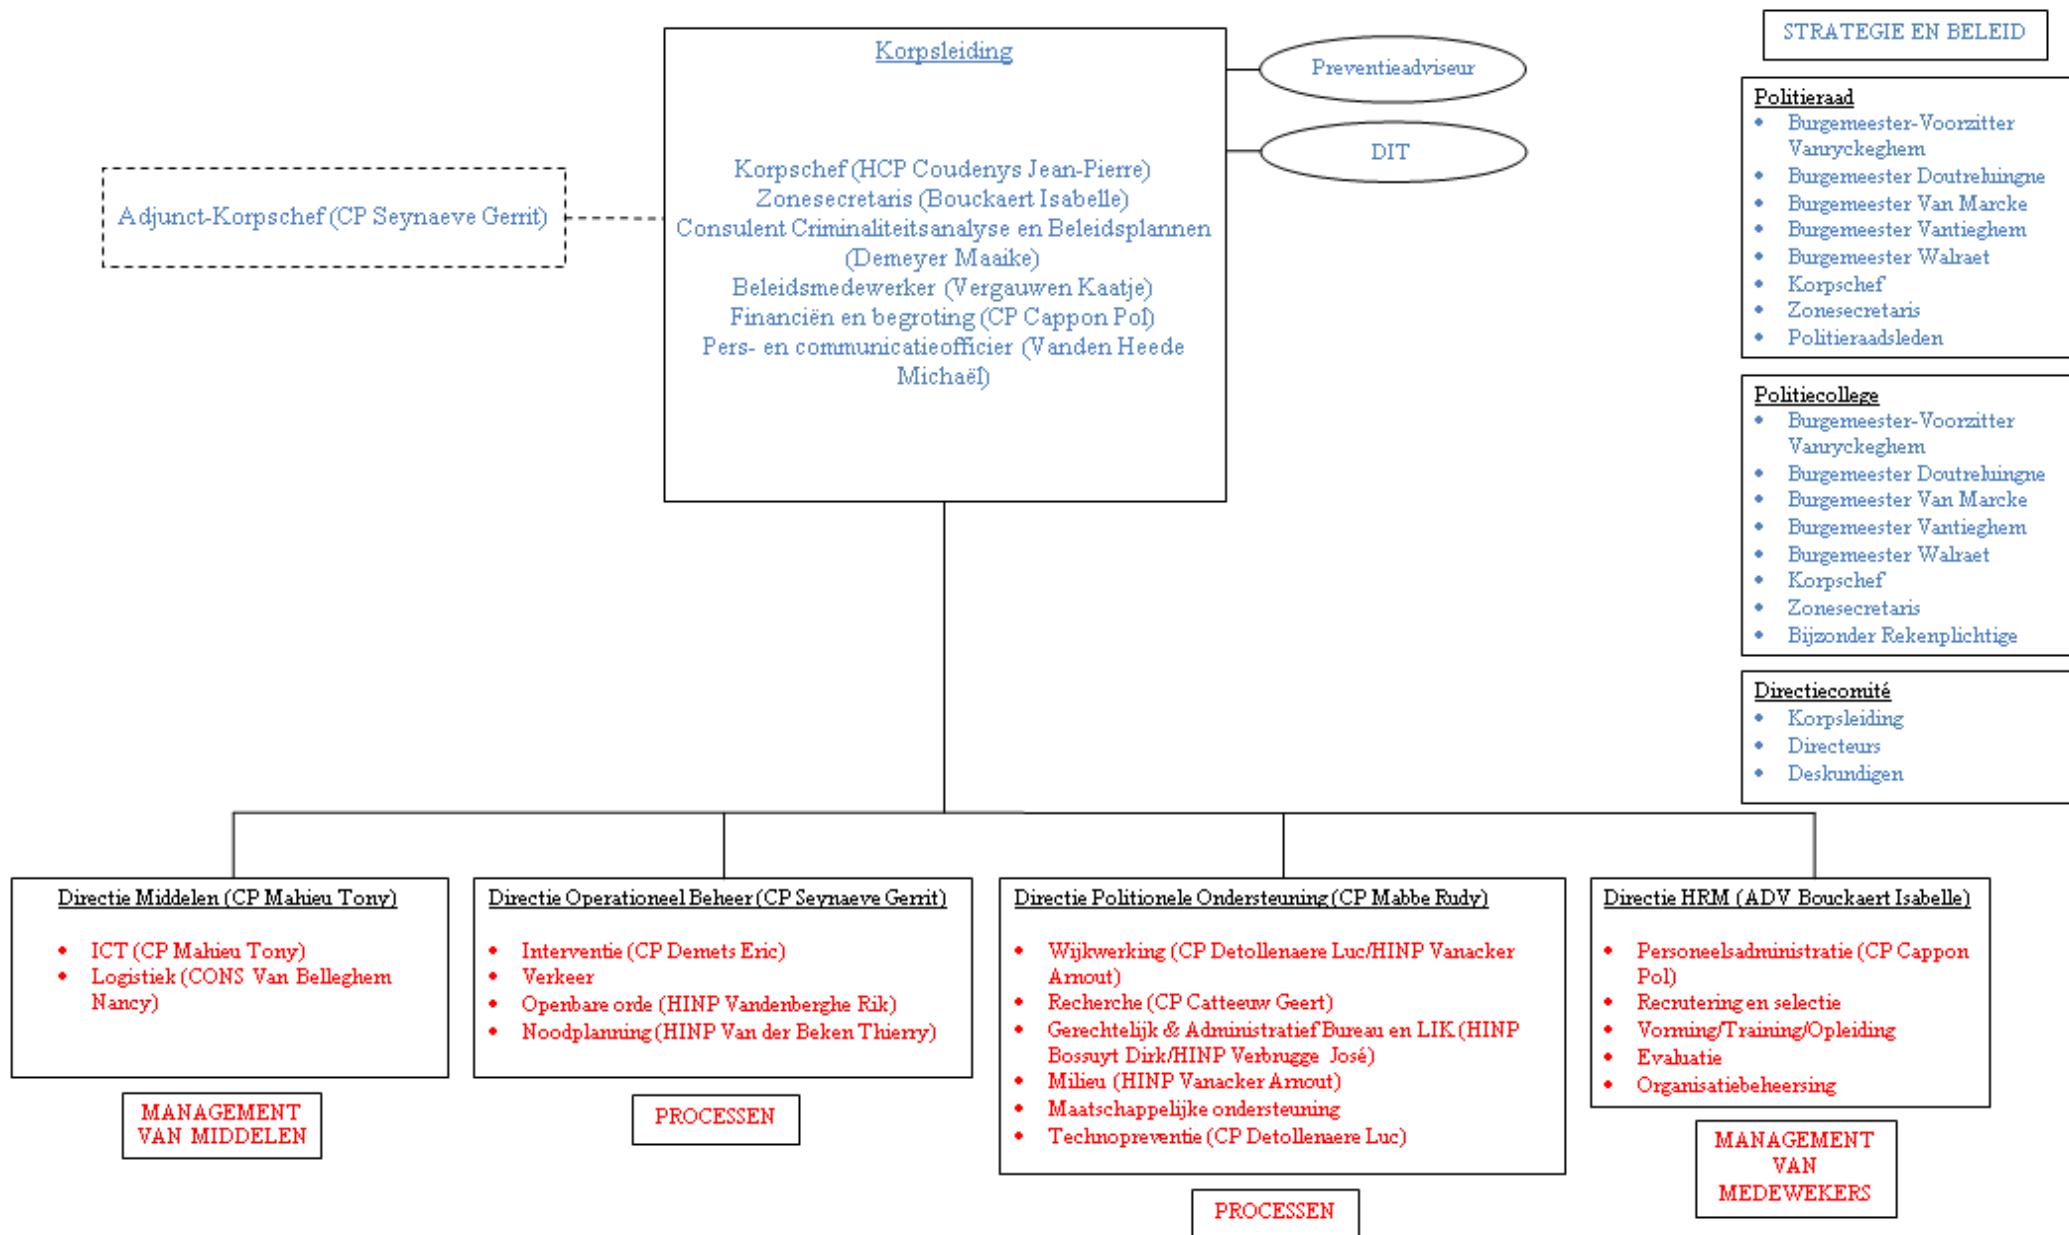 Korpsleiding
Korpschef (HCP Coudenys Jean-Pierre)
Zonesecretaris (Bouckaert Isabelle)
Consulent Criminaliteitsanalyse en Beleidsplannen
(Demeyer Maaike)
Beleidsmedewerker (Vergauwen Kaatje)
Financiën en begroting (CP Cappon Pol)
Pers- en communicatieofficier (Vanden Heede
Michaël)
Preventieadviseur
DIT
Adjunct-Korpschef (CP Seynaeve Gerrit)
STRATEGIE EN BELEID
Politieraad
• Burgemeester-Voorzitter
Vanryckeghem
• Burgemeester Doutreluingne
• Burgemeester Van Marcke
• Burgemeester Vantieghem
• Burgemeester Walraet
• Korpschef
• Zonesecretaris
• Politieraadsleden
Politiecollege
• Burgemeester-Voorzitter
Vanryckeghem
• Burgemeester Doutreluingne
• Burgemeester Van Marcke
• Burgemeester Vantieghem
• Burgemeester Walraet
• Korpschef
• Zonesecretaris
• Bijzonder Rekenplichtige
Directiecomité
• Korpsleiding
• Directeurs
• Deskundigen
Directie Middelen (CP Mahieu Tony)
• ICT (CP Mahieu Tony)
• Logistiek (CONS Van Belleghem
Nancy)
MANAGEMENT
VAN MIDDELEN
Directie Operationeel Beheer (CP Seynaeve Gerrit)
• Interventie (CP Demets Eric)
• Verkeer
• Openbare orde (HINP Vandenberghe Rik)
• Noodplanning (HINP Van der Beken Thierry)
PROCESSEN
Directie Politionele Ondersteuning (CP Mabbe Rudy)
• Wijkwerking (CP Detollenaere Luc/HINP Vanacker
Arnout)
• Recherche (CP Catteeuw Geert)
• Gerechtelijk & Administratief Bureau en LIK (HINP
Bossuyt Dirk/HINP Verbrugge José)
• Milieu (HINP Vanacker Arnout)
• Maatschappelijke ondersteuning
• Technopreventie (CP Detollenaere Luc)
PROCESSEN
Directie HRM (ADV Bouckaert Isabelle)
• Personeelsadministratie (CP Cappon
Pol)
• Recrutering en selectie
• Vorming/Training/Opleiding
• Evaluatie
• Organisatiebeheersing
MANAGEMENT
VAN
MEDEWEKERS